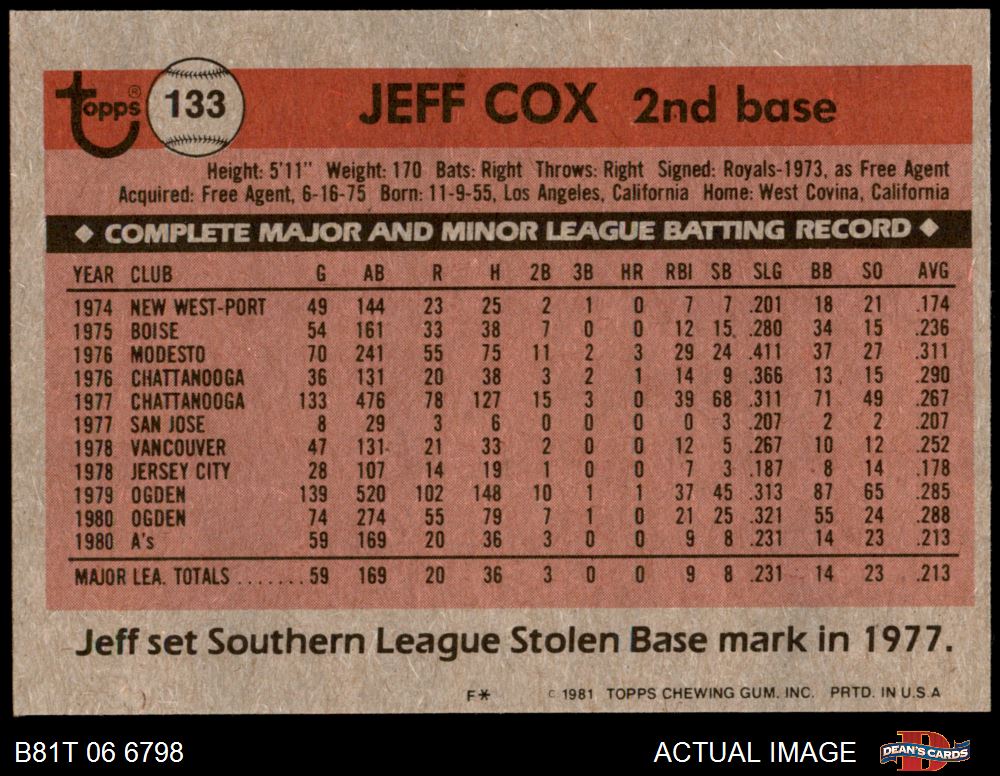 Topps® 133 JEFF COX 2nd base
Height: 5'11" Weight: 170 Bats: Right Throws: Right Signed: Royals-1973, as Free Agent
Acquired: Free Agent, 6-16-75 Born: 11-9-55, Los Angeles, California Home: West Covina, California
◆ COMPLETE MAJOR AND MINOR LEAGUE BATTING RECORD ◆
YEAR CLUB G AB R H 2B 3B HR RBI SB SLG BB SO AVG
1974 NEW WEST-PORT 49 144 23 25 2 1 0 7 7 .201 18 21 .174
1975 BOISE 54 161 33 38 7 0 0 12 15 .280 34 15 .236
1976 MODESTO 70 241 55 75 11 2 3 29 24 .411 37 27 .311
1976 CHATTANOOGA 36 131 20 38 3 2 1 14 9 .366 13 15 .290
1977 CHATTANOOGA 133 476 78 127 15 3 0 39 68 .311 71 49 .267
1977 SAN JOSE 8 29 3 6 0 0 0 0 3 .207 2 2 .207
1978 VANCOUVER 47 131 21 33 2 0 0 12 5 .267 10 12 .252
1978 JERSEY CITY 28 107 14 19 1 0 0 7 3 .187 8 14 .178
1979 OGDEN 139 520 102 148 10 1 1 37 45 .313 87 65 .285
1980 OGDEN 74 274 55 79 7 1 0 21 25 .321 55 24 .288
1980 A's 59 169 20 36 3 0 0 9 8 .231 14 23 .213
MAJOR LEA. TOTALS ....... 59 169 20 36 3 0 0 9 8 .231 14 23 .213
Jeff set Southern League Stolen Base mark in 1977.
F* © 1981 TOPPS CHEWING GUM, INC. PRTD. IN U.S.A
B81T 06 6798 ACTUAL IMAGE DEAN'S CARDS